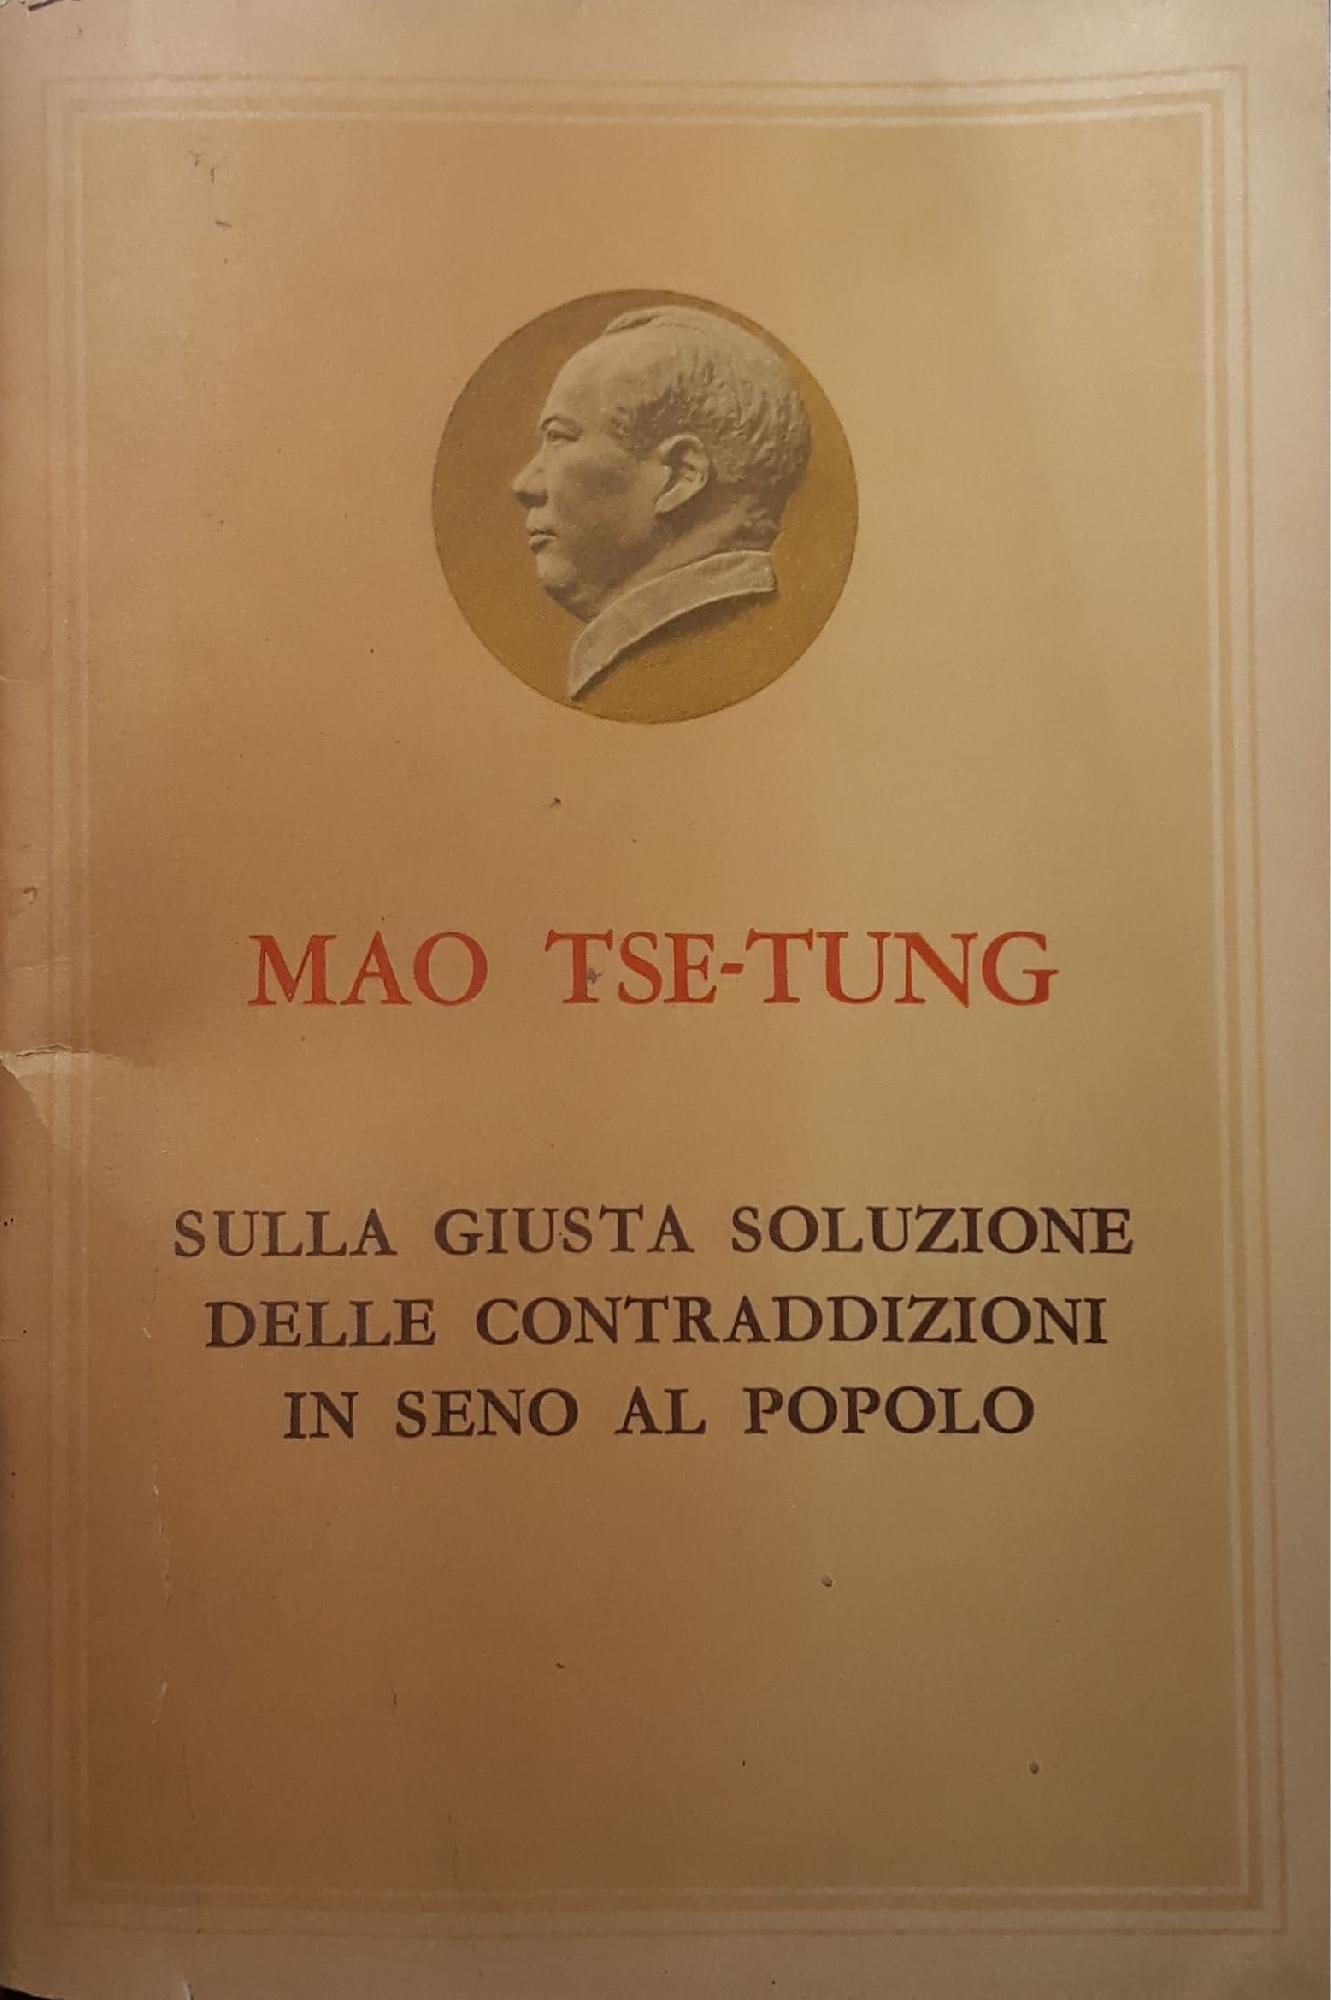 MAO TSE-TUNG
SULLA GIUSTA SOLUZIONE
DELLE CONTRADDIZIONI
IN SENO AL POPOLO